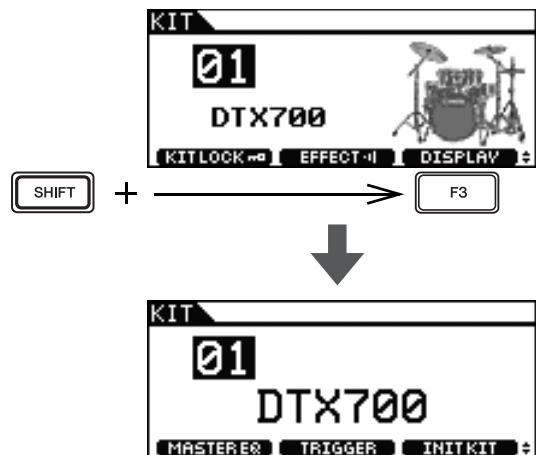 KIT
01
DTX700
KITLOCK EFFECT DISPLAY
SHIFT + F3
KIT
01
DTX700
MASTER EQ TRIGGER INIT KIT